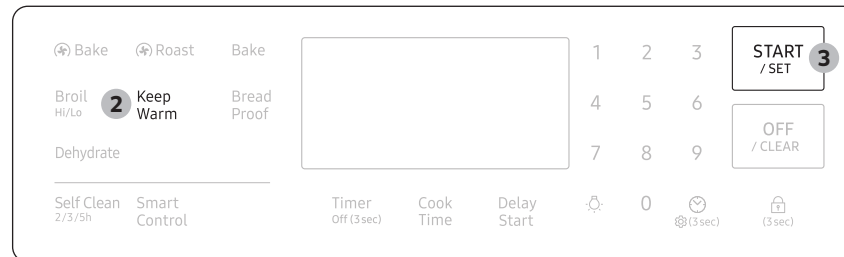 Bake Roast Bake
1 2 3
START
/ SET
3
Broil
Hi/Lo
2
Keep
Warm
Bread
Proof
4 5 6
OFF
/ CLEAR
Dehydrate
7 8 9
Self Clean
2/3/5h
Smart
Control
Timer
Off (3 sec)
Cook
Time
Delay
Start
0
(3 sec)
(3 sec)